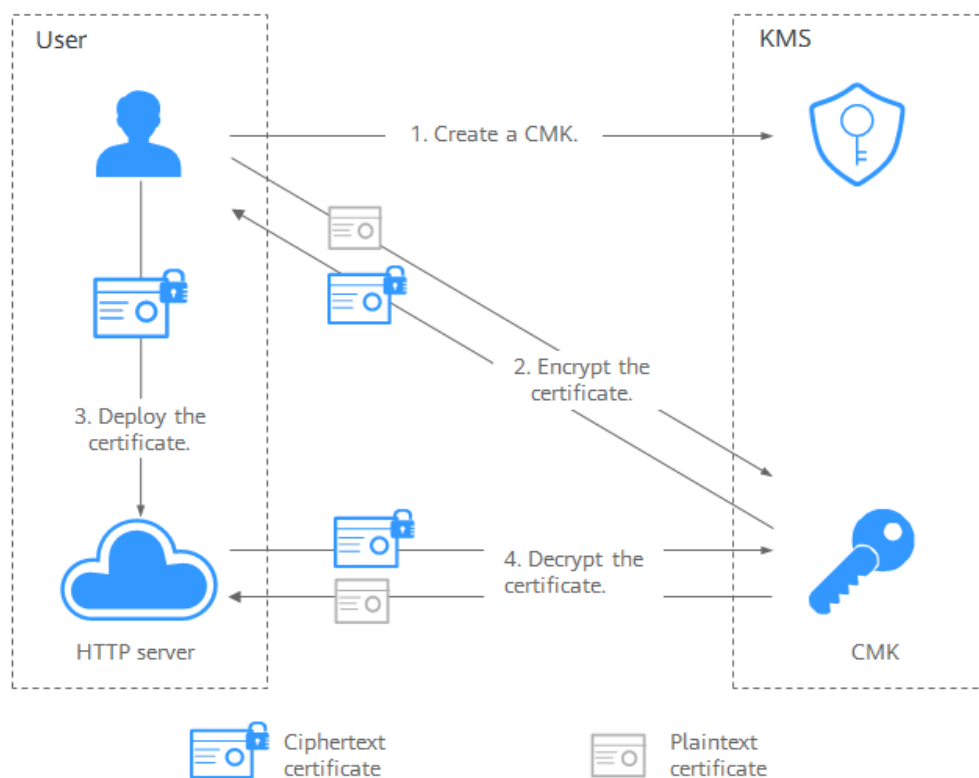 User
KMS
1. Create a CMK.
2. Encrypt the
certificate.
3. Deploy the
certificate.
4. Decrypt the
certificate.
HTTP server
CMK
Ciphertext
certificate
Plaintext
certificate